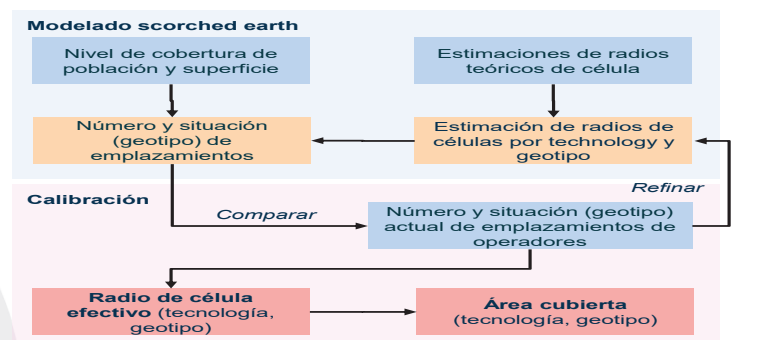 Modelado scorched earth
Nivel de cobertura de
población y superficie
Estimaciones de radios
teóricos de célula
Número y situación
(geotipo) de
emplazamientos
Estimación de radios de
células por technology y
geotipo
Refinar
Calibración
Comparar
Número y situación (geotipo)
actual de emplazamientos de
operadores
Radio de célula
efectivo (tecnología,
geotipo)
Área cubierta
(tecnología, geotipo)